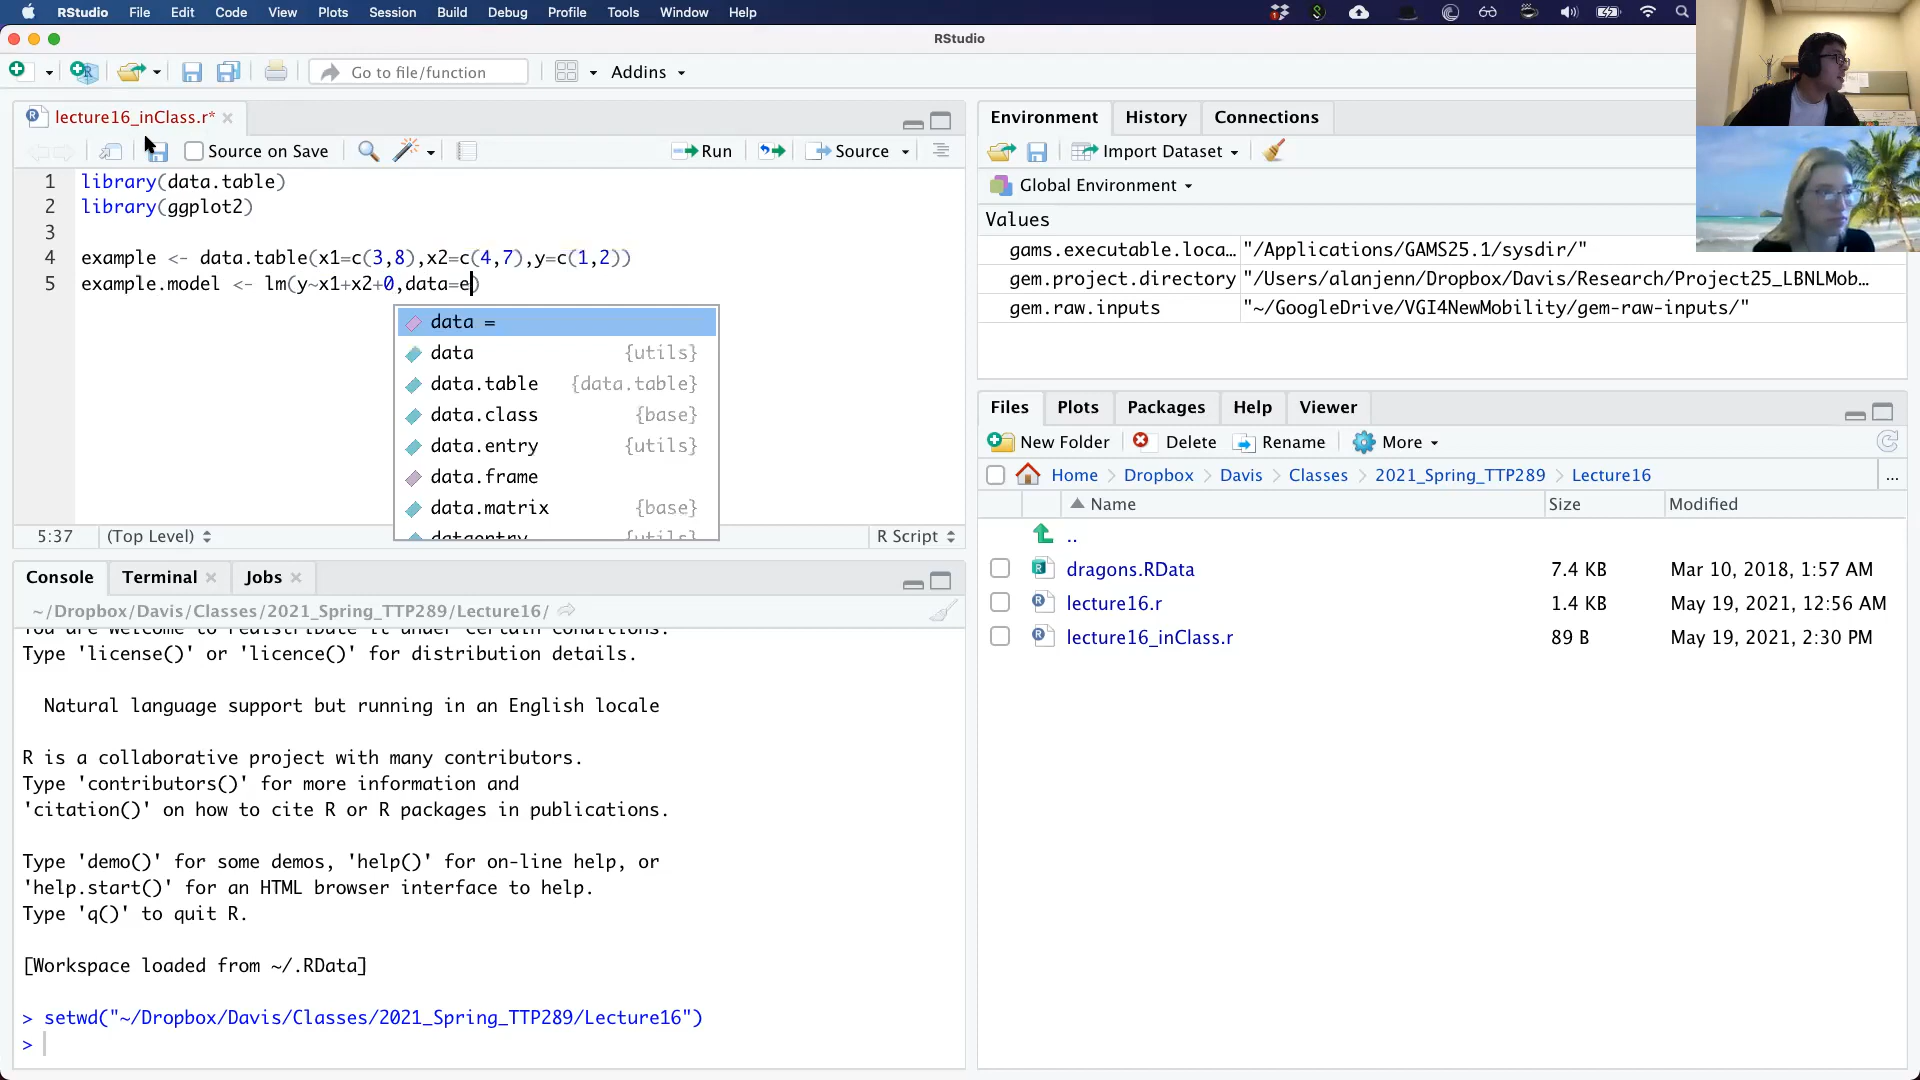 RStudio File Edit Code View Plots Session Build Debug Profile Tools Window Help
RStudio
Go to file/function Addins
lecture16_inClass.r*
Source on Save Run Source
1 library(data.table)
2 library(ggplot2)
3
4 example <- data.table(x1=c(3,8),x2=c(4,7),y=c(1,2))
5 example.model <- lm(y~x1+x2+0,data=e)
data =
data {utils}
data.table {data.table}
data.class {base}
data.entry {utils}
data.frame
data.matrix {base}
dataentry {utils}
5:37 (Top Level) R Script
Console Terminal Jobs
~/Dropbox/Davis/Classes/2021_Spring_TTP289/Lecture16/
You are welcome to redistribute it under certain conditions.
Type 'license()' or 'licence()' for distribution details.
Natural language support but running in an English locale
R is a collaborative project with many contributors.
Type 'contributors()' for more information and
'citation()' on how to cite R or R packages in publications.
Type 'demo()' for some demos, 'help()' for on-line help, or
'help.start()' for an HTML browser interface to help.
Type 'q()' to quit R.
[Workspace loaded from ~/.RData]
> setwd("~/Dropbox/Davis/Classes/2021_Spring_TTP289/Lecture16")
>
Environment History Connections
Import Dataset
Global Environment
Values
gams.executable.loca… "/Applications/GAMS25.1/sysdir/"
gem.project.directory "/Users/alanjenn/Dropbox/Davis/Research/Project25_LBNLMob…
gem.raw.inputs "~/GoogleDrive/VGI4NewMobility/gem-raw-inputs/"
Files Plots Packages Help Viewer
New Folder Delete Rename More
Home Dropbox Davis Classes 2021_Spring_TTP289 Lecture16 ...
Name Size Modified
..
dragons.RData 7.4 KB Mar 10, 2018, 1:57 AM
lecture16.r 1.4 KB May 19, 2021, 12:56 AM
lecture16_inClass.r 89 B May 19, 2021, 2:30 PM